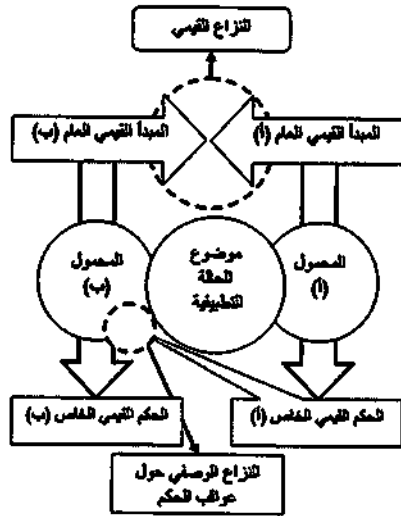 النزاع القيمي
المبدأ القيمي العام (أ)
المبدأ القيمي العام (ب)
المحمول
(أ)
موضوع
الحالة
التطبيقية
المحمول
(ب)
الحكم القيمي الخاص (أ)
الحكم القيمي الخاص (ب)
النزاع الوصفي حول
عواقب الحكم